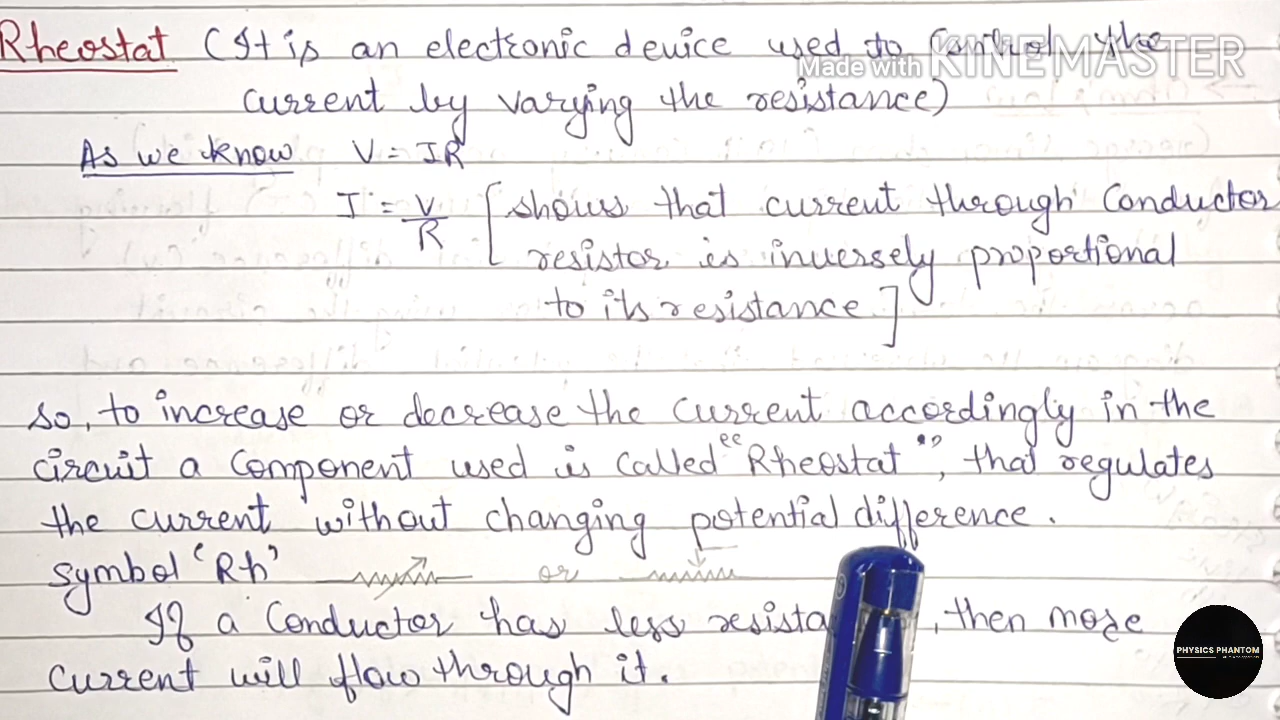 Rheostat (It is an electronic device used to control the
Made with KINEMASTER
current by varying the resistance)
As we know V = IR
I = V/R [shows that current through Conductor
resistor is inversely proportional
to its resistance]
so, to increase or decrease the current accordingly in the
circuit a component used is called "Rheostat", that regulates
the current without changing potential difference.
symbol 'Rh' or
If a Conductor has less , then more
current will flow through it.
PHYSICS PHANTOM